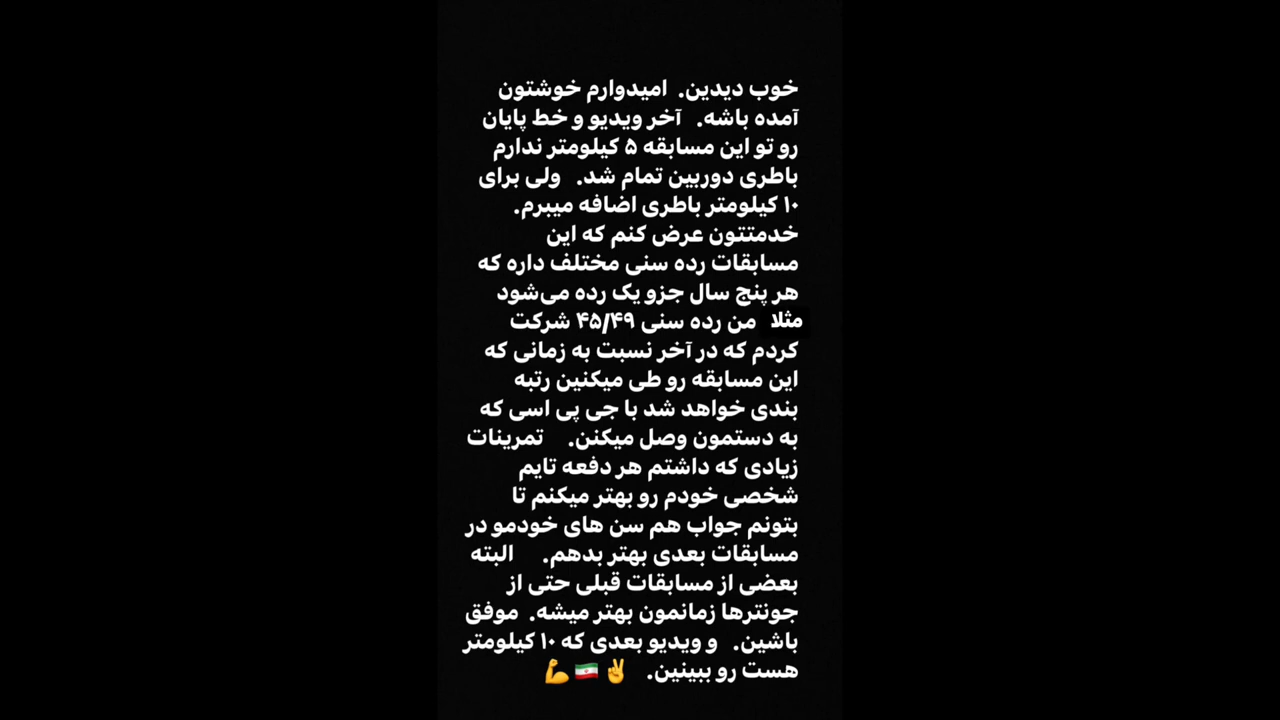 خوب دیدین. امیدوارم خوشتون
آمده باشه. آخر ویدیو و خط پایان
رو تو این مسابقه ۵ کیلومتر ندارم
باطری دوربین تمام شد. ولی برای
۱۰ کیلومتر باطری اضافه میبرم.
خدمتتون عرض کنم که این
مسابقات رده سنی مختلف داره که
هر پنج سال جزو یک رده می‌شود
مثلا من رده سنی ۴۵/۴۹ شرکت
کردم که در آخر نسبت به زمانی که
این مسابقه رو طی میکنین رتبه
بندی خواهد شد با جی پی اسی که
به دستمون وصل میکنن. تمرینات
زیادی که داشتم هر دفعه تایم
شخصی خودم رو بهتر میکنم تا
بتونم جواب هم سن های خودمو در
مسابقات بعدی بهتر بدهم. البته
بعضی از مسابقات قبلی حتی از
جونترها زمانمون بهتر میشه. موفق
باشین. و ویدیو بعدی که ۱۰ کیلومتر
هست رو ببینین. ✌️🇮🇷💪